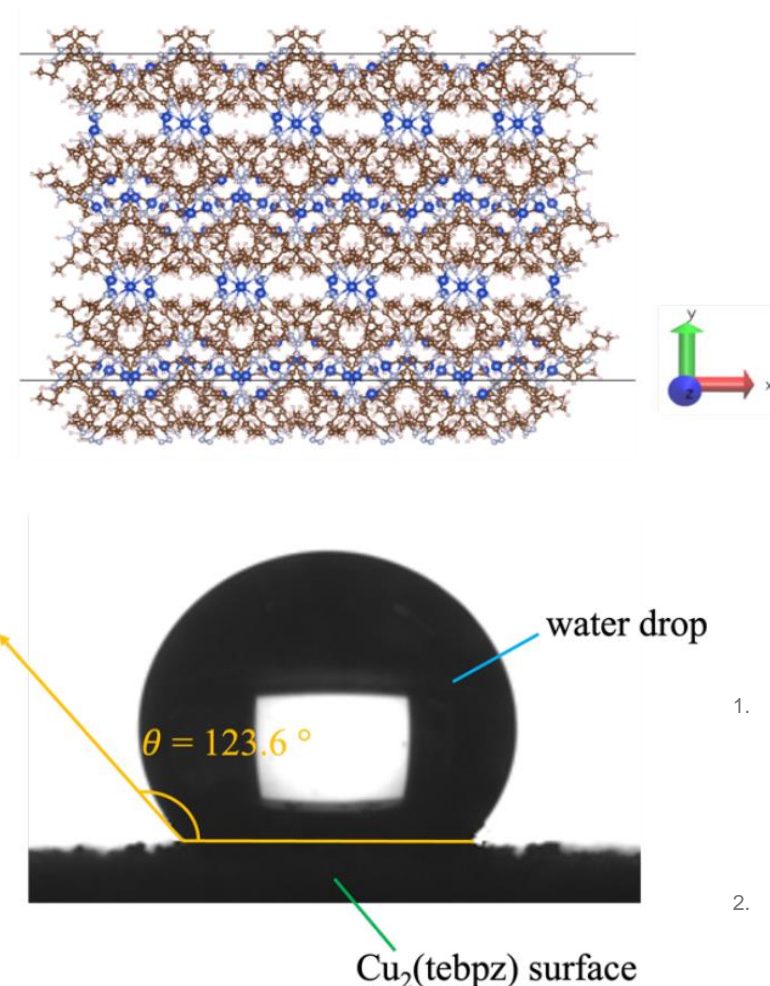 y
z
x
water drop
θ = 123.6 °
1.
2.
Cu₂(tebpz) surface